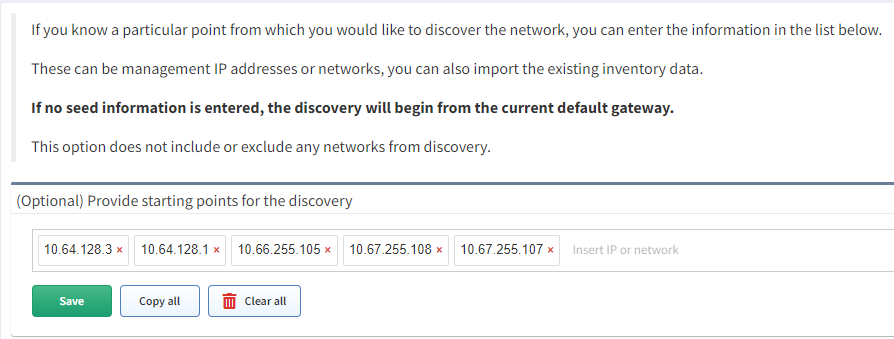 If you know a particular point from which you would like to discover the network, you can enter the information in the list below.
These can be management IP addresses or networks, you can also import the existing inventory data.
If no seed information is entered, the discovery will begin from the current default gateway.
This option does not include or exclude any networks from discovery.
(Optional) Provide starting points for the discovery
10.64.128.3 × 10.64.128.1 × 10.66.255.105 × 10.67.255.108 × 10.67.255.107 × Insert IP or network
Save Copy all Clear all